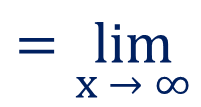 = lim
x → ∞